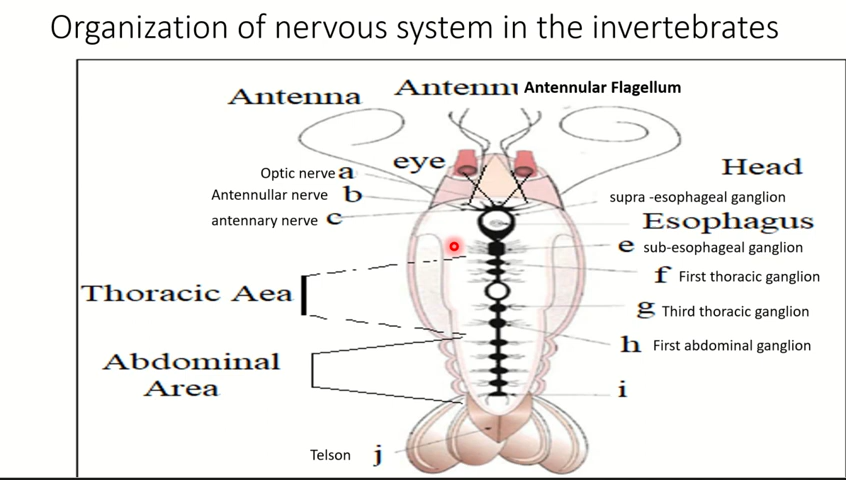 Organization of nervous system in the invertebrates
Antenna
Antennu Antennular Flagellum
eye
Head
Optic nerve a
Antennullar nerve b
antennary nerve c
supra -esophageal ganglion
Esophagus
e sub-esophageal ganglion
f First thoracic ganglion
Thoracic Aea
g Third thoracic ganglion
h First abdominal ganglion
Abdominal
Area
i
Telson j